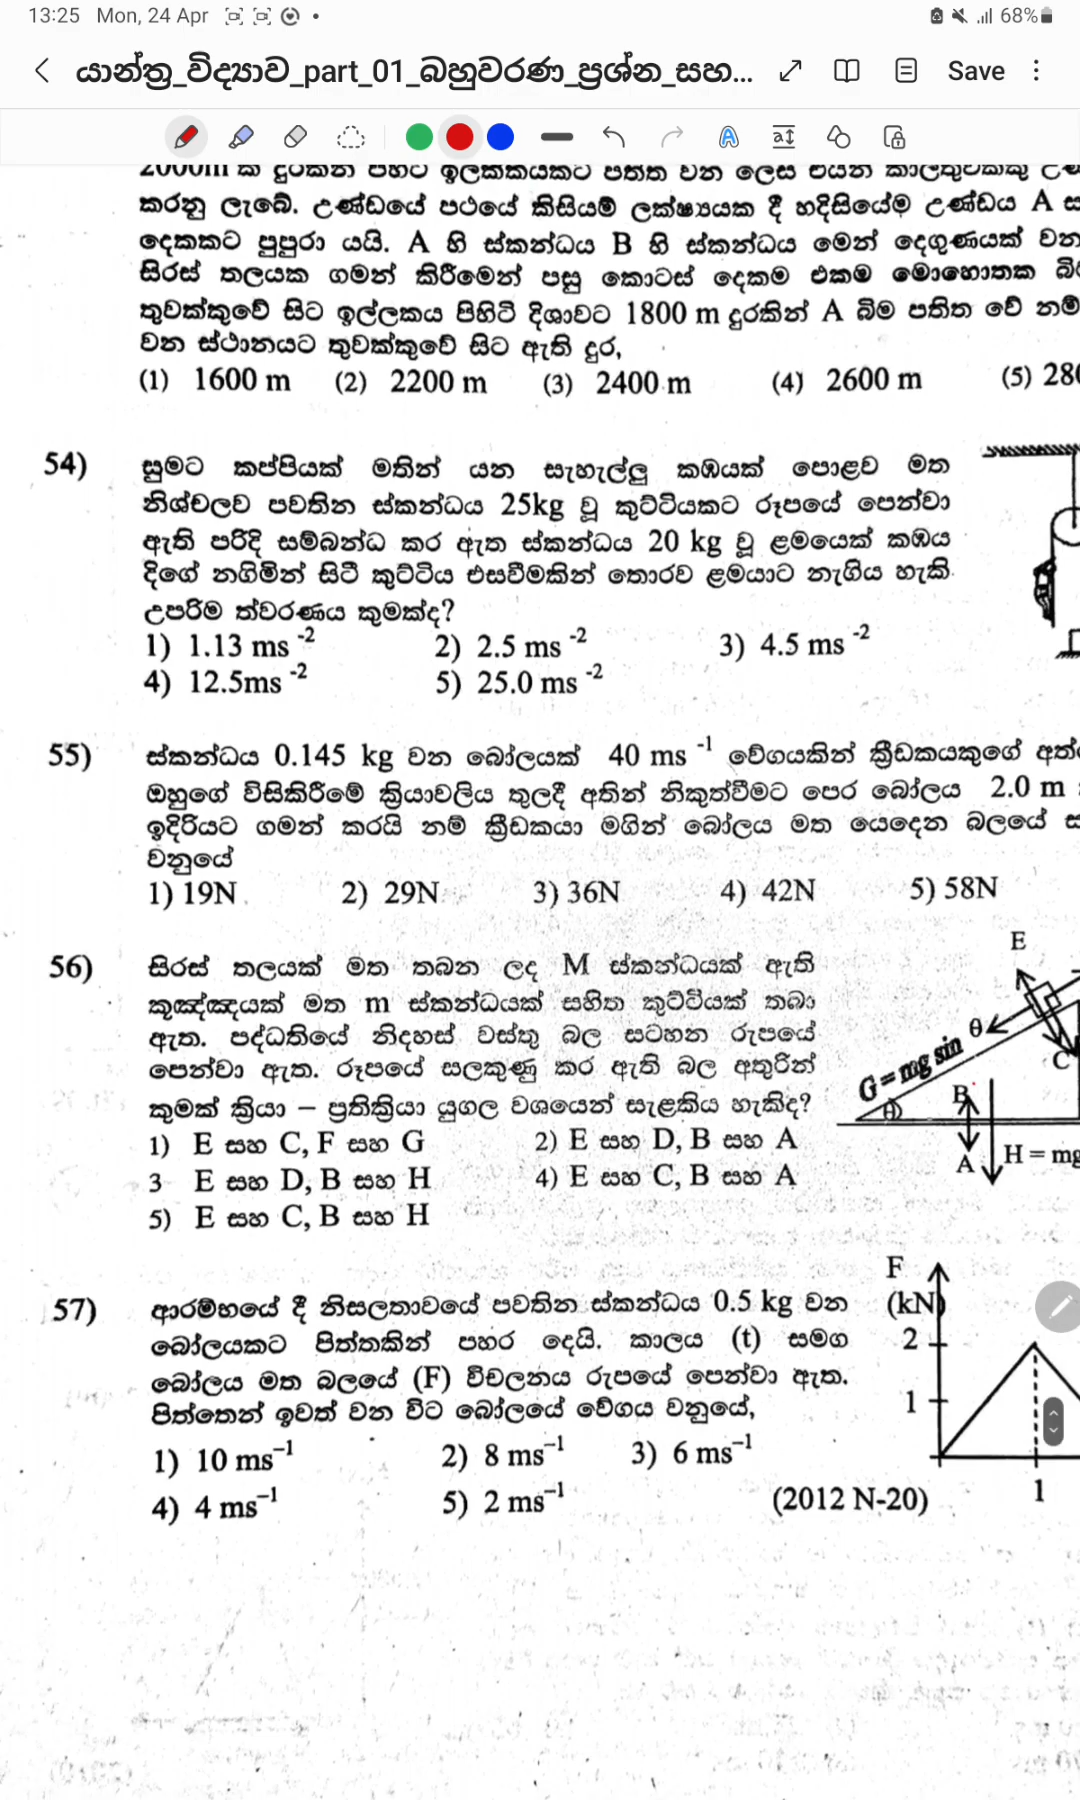 13:25 Mon, 24 Apr
68%
යාන්ත්‍ර_විද්‍යාව_part_01_බහුවරණ_ප්‍රශ්න_සහ...
Save
2000m ක දුරකින් පහට ඉලක්කයකට පතිත වන ලෙස එයින්
කරනු ලැබේ. උණ්ඩයේ පථයේ කිසියම් ලක්ෂ්‍යයක දී හදිසියේම උණ්ඩය A ස
දෙකකට පුපුරා යයි. A හි ස්කන්ධය B හි ස්කන්ධය මෙන් දෙගුණයක් වන
සිරස් තලයක ගමන් කිරීමෙන් පසු කොටස් දෙකම එකම මොහොතක
තුවක්කුවේ සිට ඉල්ලකය පිහිටි දිශාවට 1800 m දුරකින් A බිම පතිත වේ නම්
වන ස්ථානයට තුවක්කුවේ සිට ඇති දුර,
(1) 1600 m (2) 2200 m (3) 2400 m (4) 2600 m (5) 280
54) සුමට කප්පියක් මතින් යන සැහැල්ලු කඹයක් පොළව මත
නිශ්චලව පවතින ස්කන්ධය 25kg වූ කුට්ටියකට රූපයේ පෙන්වා
ඇති පරිදි සම්බන්ධ කර ඇත ස්කන්ධය 20 kg වූ ළමයෙක් කඹය
දිගේ නගිමින් සිටී කුට්ටිය එසවීමකින් තොරව ළමයාට නැගිය හැකි
උපරිම ත්වරණය කුමක්ද?
1) 1.13 ms -2 2) 2.5 ms -2 3) 4.5 ms -2
4) 12.5ms -2 5) 25.0 ms -2
55) ස්කන්ධය 0.145 kg වන බෝලයක් 40 ms -1 වේගයකින් ක්‍රීඩකයකුගේ අත්
ඔහුගේ විසිකිරීමේ ක්‍රියාවලිය තුලදී අතින් නිකුත්වීමට පෙර බෝලය 2.0 m
ඉදිරියට ගමන් කරයි නම් ක්‍රීඩකයා මගින් බෝලය මත යෙදෙන බලයේ ස
වනුයේ
1) 19N 2) 29N 3) 36N 4) 42N 5) 58N
56) සිරස් තලයක් මත තබන ලද M ස්කන්ධයක් ඇති
කූඤ්ඤයක් මත m ස්කන්ධයක් සහිත කුට්ටියක් තබා
ඇත. පද්ධතියේ නිදහස් වස්තු බල සටහන රූපයේ
පෙන්වා ඇත. රූපයේ සලකුණු කර ඇති බල අතුරින්
කුමක් ක්‍රියා – ප්‍රතික්‍රියා යුගල වශයෙන් සැළකිය හැකිද?
1) E සහ C, F සහ G 2) E සහ D, B සහ A
3 E සහ D, B සහ H 4) E සහ C, B සහ A
5) E සහ C, B සහ H
E
θ
G = mg sin
C
θ
B
A
H = mg
57) ආරම්භයේ දී නිසලතාවයේ පවතින ස්කන්ධය 0.5 kg වන
බෝලයකට පිත්තකින් පහර දෙයි. කාලය (t) සමග
බෝලය මත බලයේ (F) විචලනය රූපයේ පෙන්වා ඇත.
පිත්තෙන් ඉවත් වන විට බෝලයේ වේගය වනුයේ,
1) 10 ms–1 2) 8 ms–1 3) 6 ms–1
4) 4 ms–1 5) 2 ms–1 (2012 N-20)
F
(kN)
2
1
1